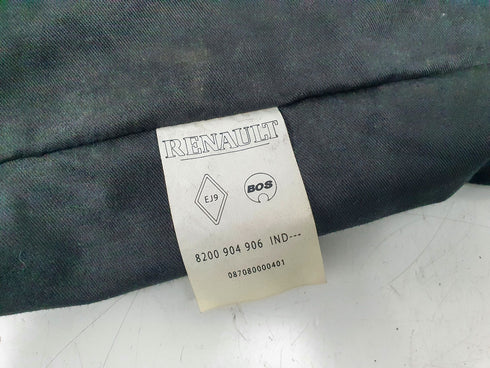 RENAULT
EJ9 BOS
8200 904 906 IND---
087080000401